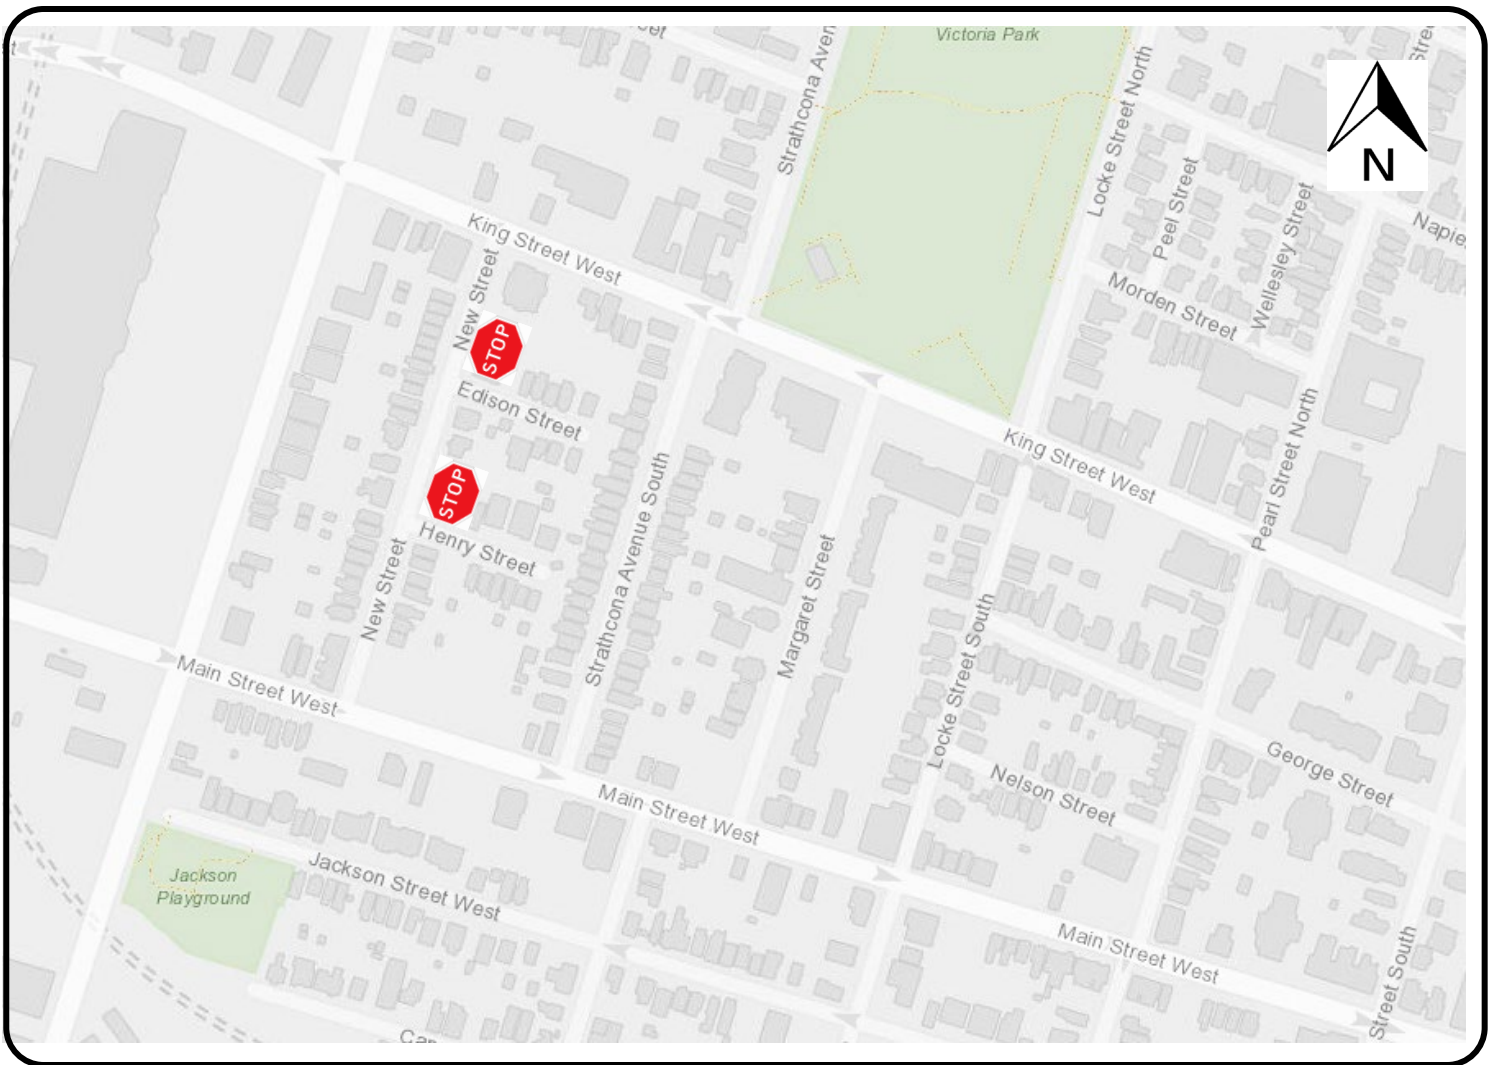 Victoria Park
N
Strathcona Aven
Locke Street North
Peel Street
Wellesley Street
Naple
King Street West
New Street
Morden Street
STOP
Edison Street
King Street West
Pearl Street North
STOP
Henry Street
New Street
Strathcona Avenue South
Margaret Street
Locke Street South
Main Street West
George Street
Nelson Street
Main Street West
Jackson
Playground
Jackson Street West
Main Street West
Street South